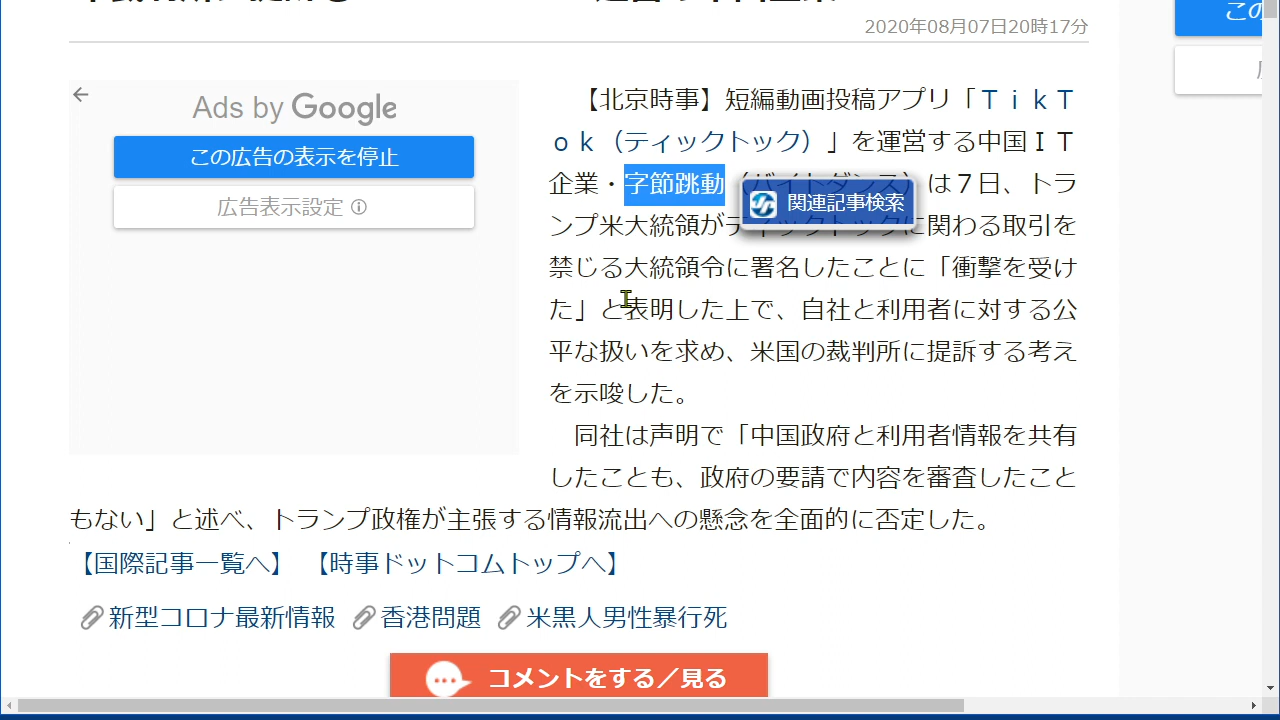 2020年08月07日20時17分
Ads by Google
この広告の表示を停止
広告表示設定
【北京時事】短編動画投稿アプリ「ＴｉｋＴ
ｏｋ（ティックトック）」を運営する中国ＩＴ
企業・字節跳動（バイトダンス）は７日、トラ
ンプ米大統領がティックトックに関わる取引を
禁じる大統領令に署名したことに「衝撃を受け
た」と表明した上で、自社と利用者に対する公
平な扱いを求め、米国の裁判所に提訴する考え
を示唆した。
関連記事検索
同社は声明で「中国政府と利用者情報を共有
したことも、政府の要請で内容を審査したこと
もない」と述べ、トランプ政権が主張する情報流出への懸念を全面的に否定した。
【国際記事一覧へ】 【時事ドットコムトップへ】
新型コロナ最新情報 香港問題 米黒人男性暴行死
コメントをする／見る